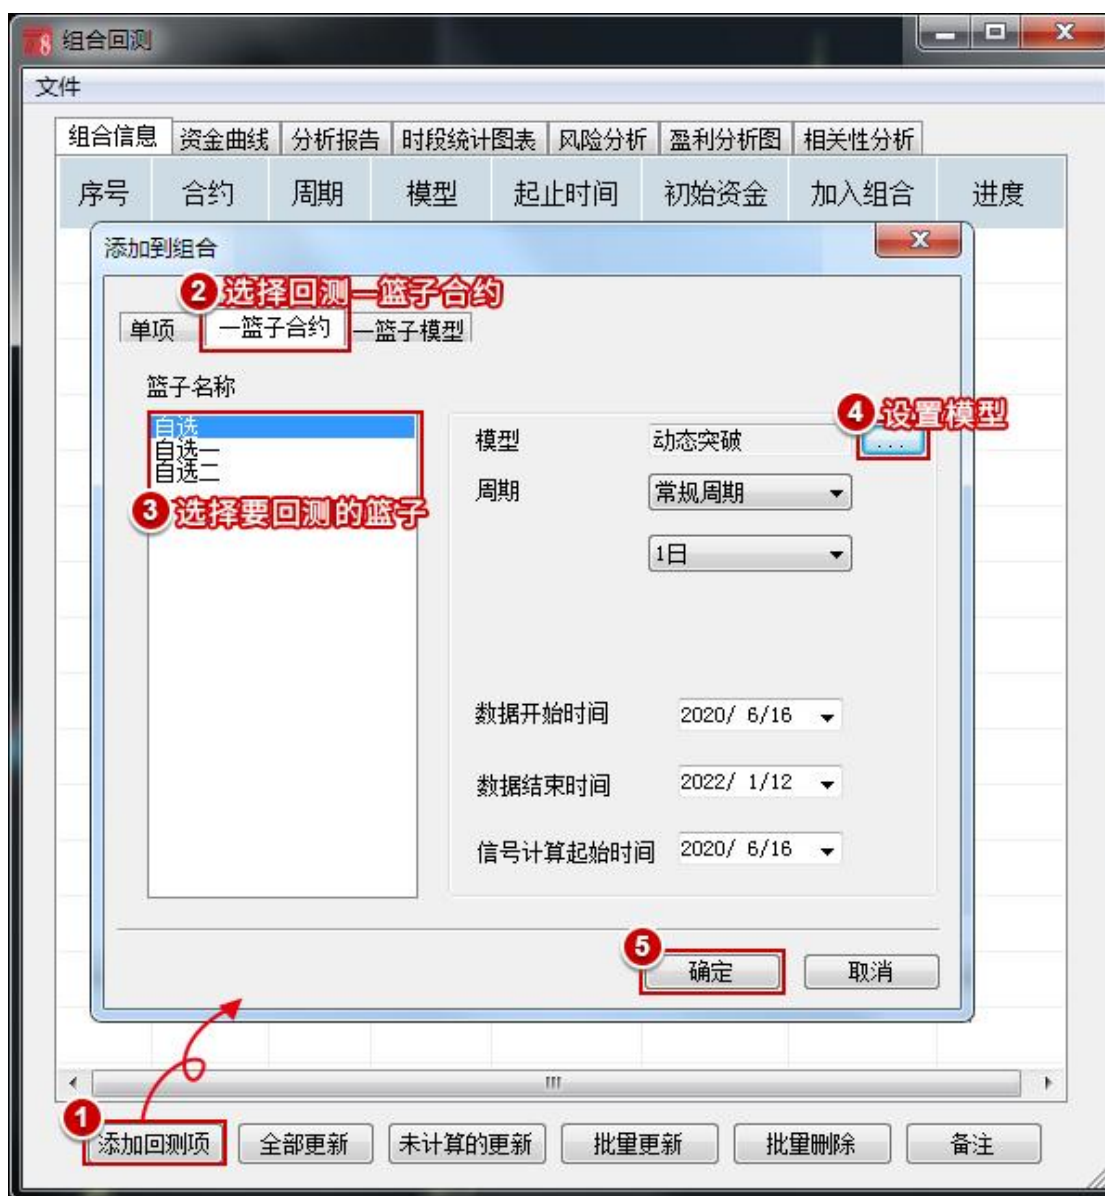 8 组合回测
文件
组合信息 资金曲线 分析报告 时段统计图表 风险分析 盈利分析图 相关性分析
序号 合约 周期 模型 起止时间 初始资金 加入组合 进度
添加到组合
2 选择回测一篮子合约
单项 一篮子合约 一篮子模型
篮子名称
自选
自选一
自选二
3 选择要回测的篮子
4 设置模型
模型 动态突破 ...
周期 常规周期
1日
数据开始时间 2020/ 6/16
数据结束时间 2022/ 1/12
信号计算起始时间 2020/ 6/16
5
确定 取消
1
添加回测项 全部更新 未计算的更新 批量更新 批量删除 备注